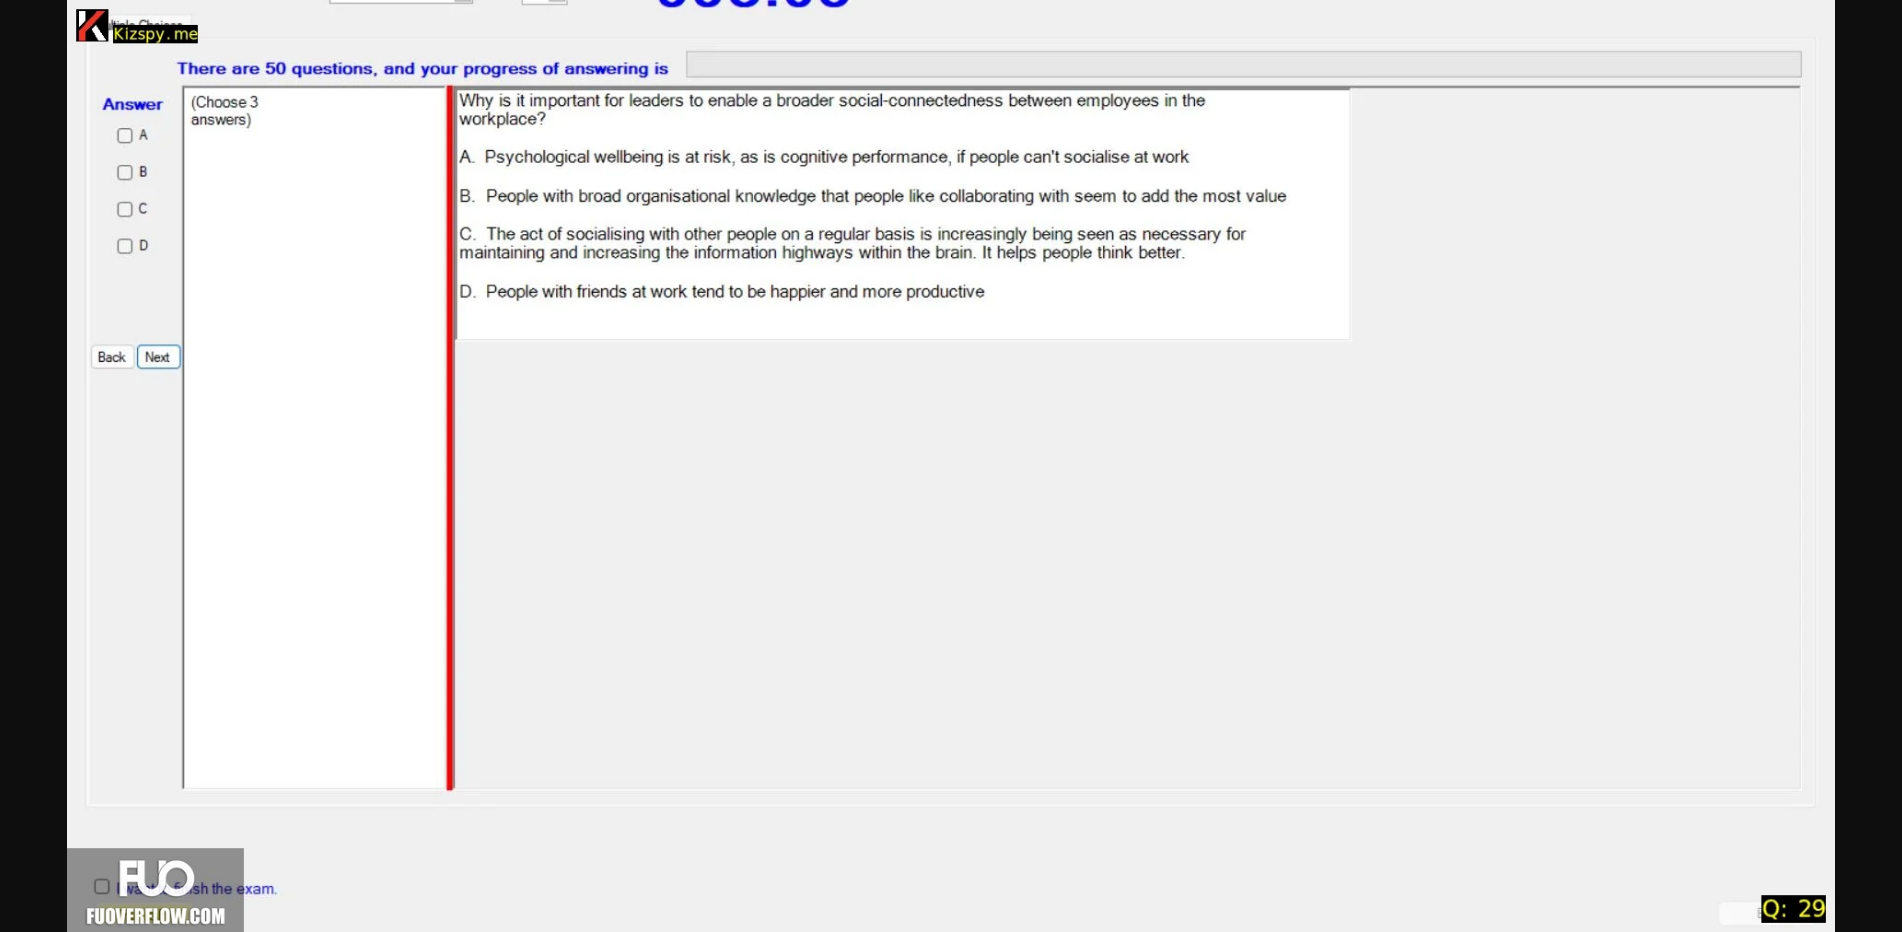 Kizspy.me
There are 50 questions, and your progress of answering is
Answer
(Choose 3
answers)
A
B
C
D
Back
Next
Why is it important for leaders to enable a broader social-connectedness between employees in the
workplace?
A. Psychological wellbeing is at risk, as is cognitive performance, if people can't socialise at work
B. People with broad organisational knowledge that people like collaborating with seem to add the most value
C. The act of socialising with other people on a regular basis is increasingly being seen as necessary for
maintaining and increasing the information highways within the brain. It helps people think better.
D. People with friends at work tend to be happier and more productive
the exam.
FUO
FUOVERFLOW.COM
Q: 29